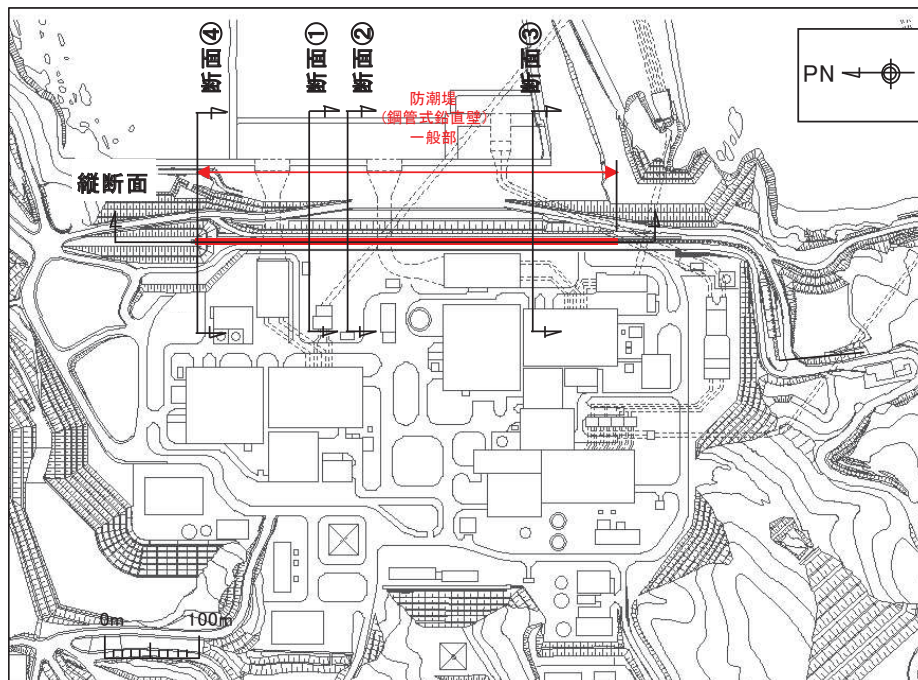 断面④
断面①
断面②
断面③
PN
防潮堤
(鋼管式鉛直壁)
一般部
縦断面
0m 100m